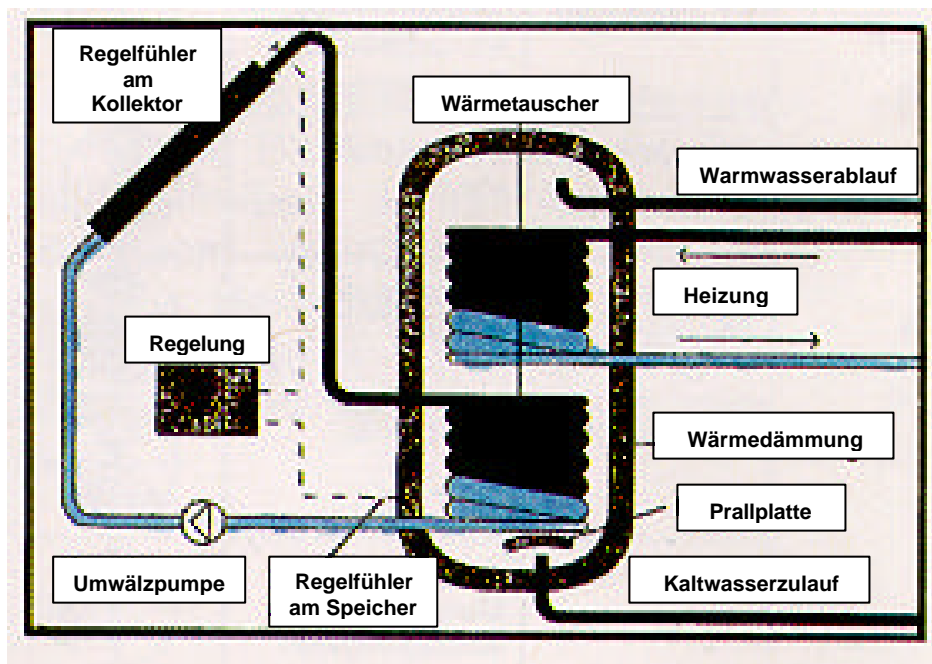 Regelfühler
am
Kollektor
Wärmetauscher
Warmwasserablauf
Heizung
Regelung
Wärmedämmung
Prallplatte
Umwälzpumpe
Regelfühler
am Speicher
Kaltwasserzulauf